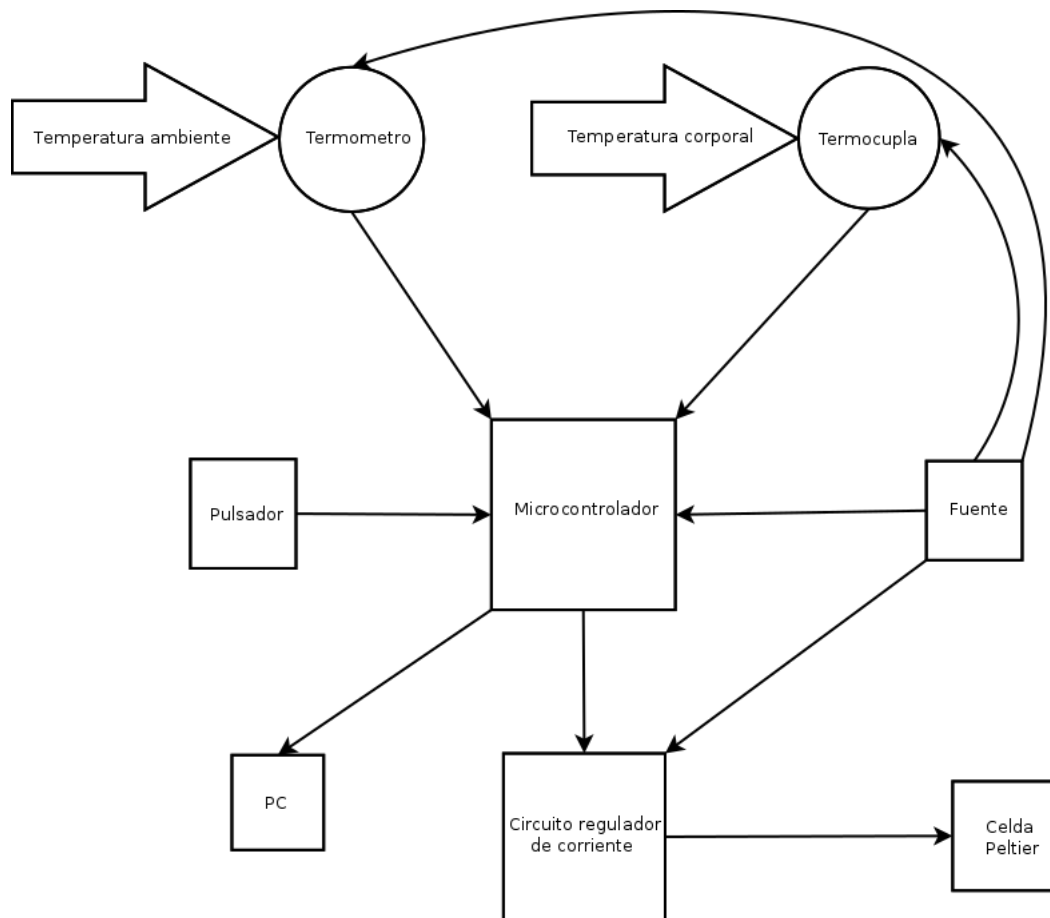 Temperatura ambiente
Termometro
Temperatura corporal
Termocupla
Pulsador
Microcontrolador
Fuente
PC
Circuito regulador
de corriente
Celda
Peltier